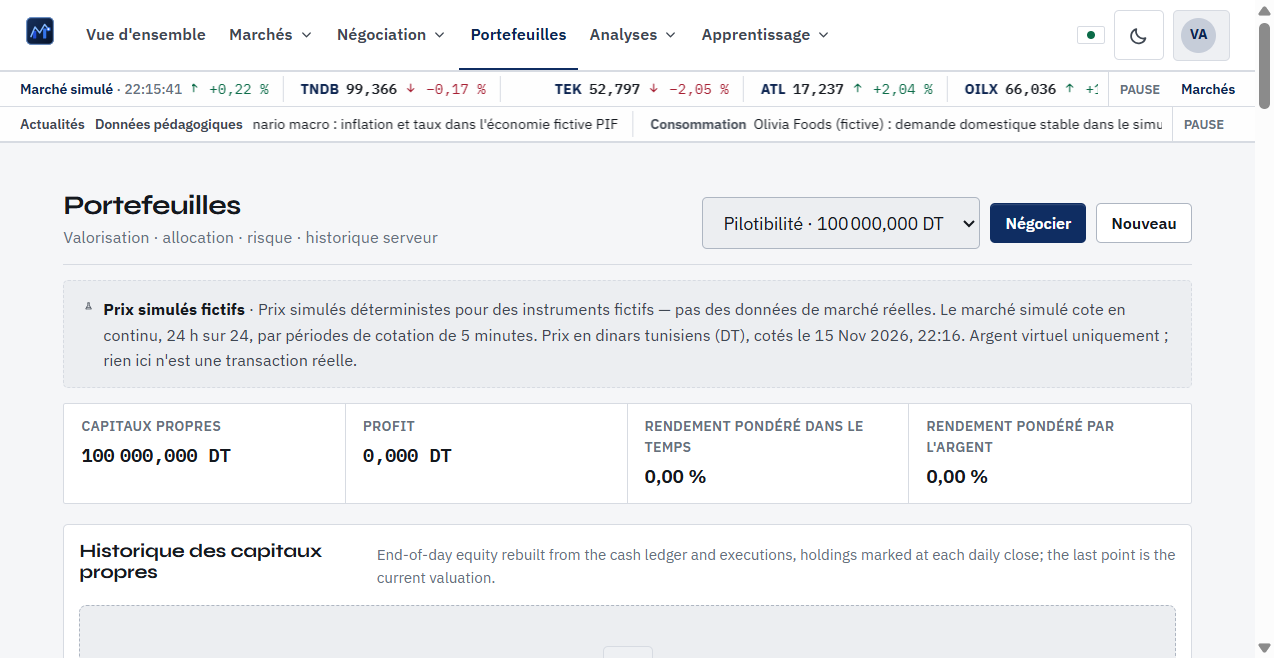 Vue d'ensemble Marchés Négociation Portefeuilles Analyses Apprentissage VA
Marché simulé · 22:15:41 ↑ +0,22 % TNDB 99,366 ↓ −0,17 % TEK 52,797 ↓ −2,05 % ATL 17,237 ↑ +2,04 % OILX 66,036 ↑ PAUSE Marchés
Actualités Données pédagogiques nario macro : inflation et taux dans l'économie fictive PIF Consommation Olivia Foods (fictive) : demande domestique stable dans le simu PAUSE
Portefeuilles
Valorisation · allocation · risque · historique serveur
Pilotibilité · 100 000,000 DT Négocier Nouveau
Prix simulés fictifs · Prix simulés déterministes pour des instruments fictifs — pas des données de marché réelles. Le marché simulé cote en
continu, 24 h sur 24, par périodes de cotation de 5 minutes. Prix en dinars tunisiens (DT), cotés le 15 Nov 2026, 22:16. Argent virtuel uniquement ;
rien ici n'est une transaction réelle.
CAPITAUX PROPRES
100 000,000 DT
PROFIT
0,000 DT
RENDEMENT PONDÉRÉ DANS LE
TEMPS
0,00 %
RENDEMENT PONDÉRÉ PAR
L'ARGENT
0,00 %
Historique des capitaux
propres
End-of-day equity rebuilt from the cash ledger and executions, holdings marked at each daily close; the last point is the
current valuation.